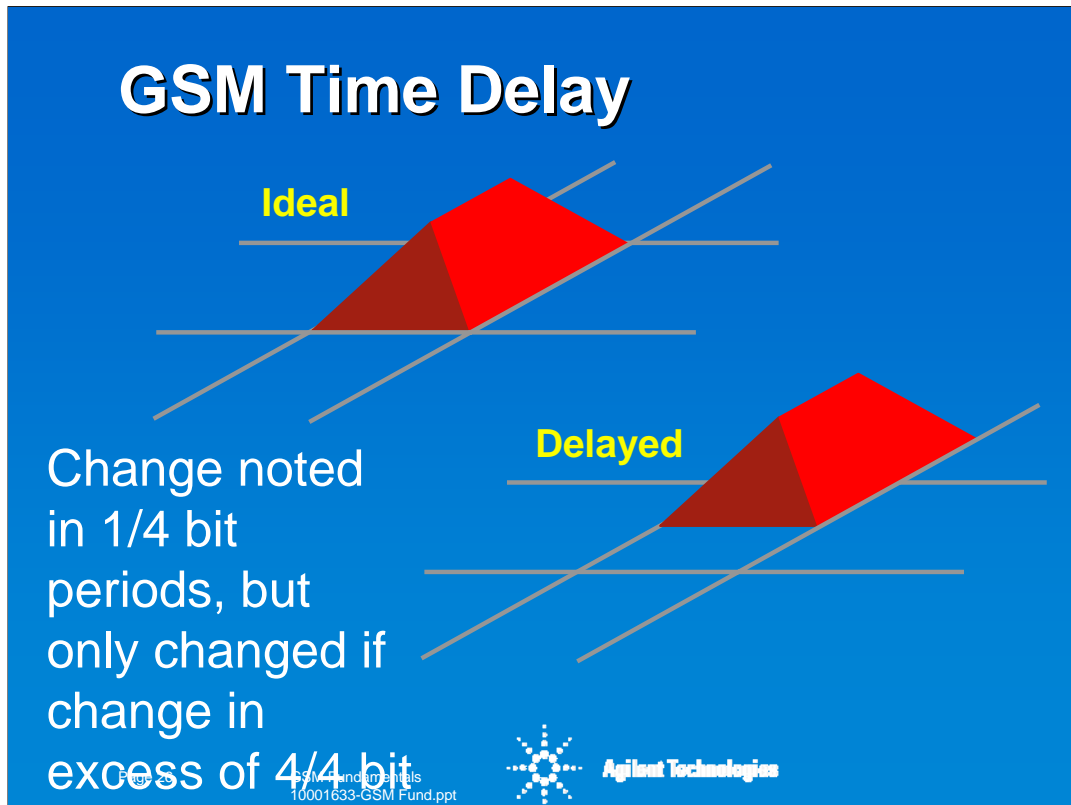 GSM Time Delay
Ideal
Delayed
Change noted
in 1/4 bit
periods, but
only changed if
change in
excess of 4/4 bit
Page
GSM Fundamentals
10001633-GSM Fund.ppt
Agilent Technologies